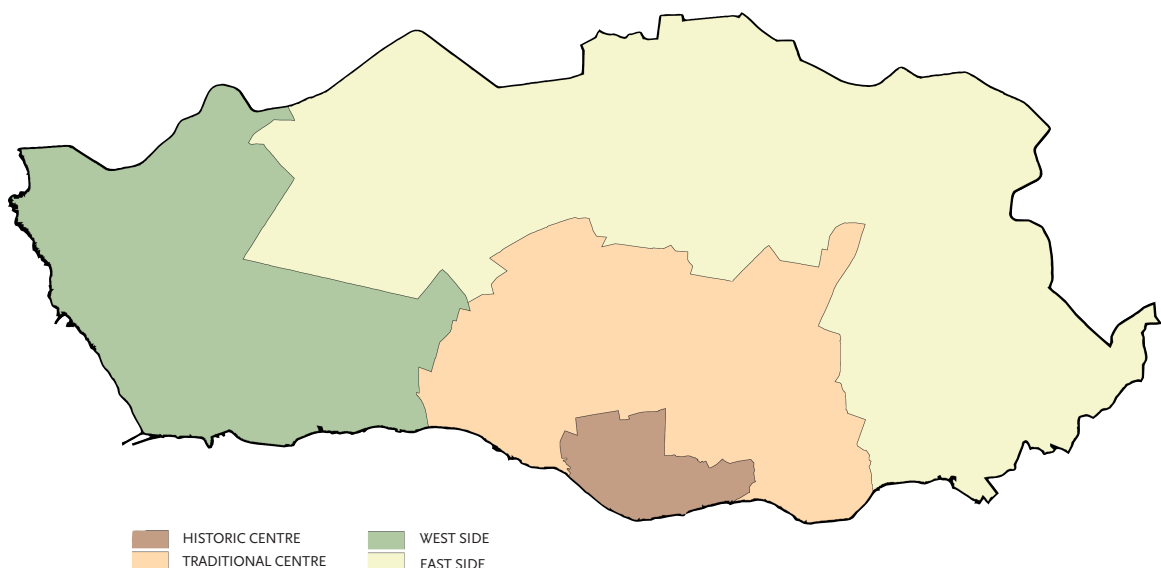 HISTORIC CENTRE
TRADITIONAL CENTRE
WEST SIDE
EAST SIDE